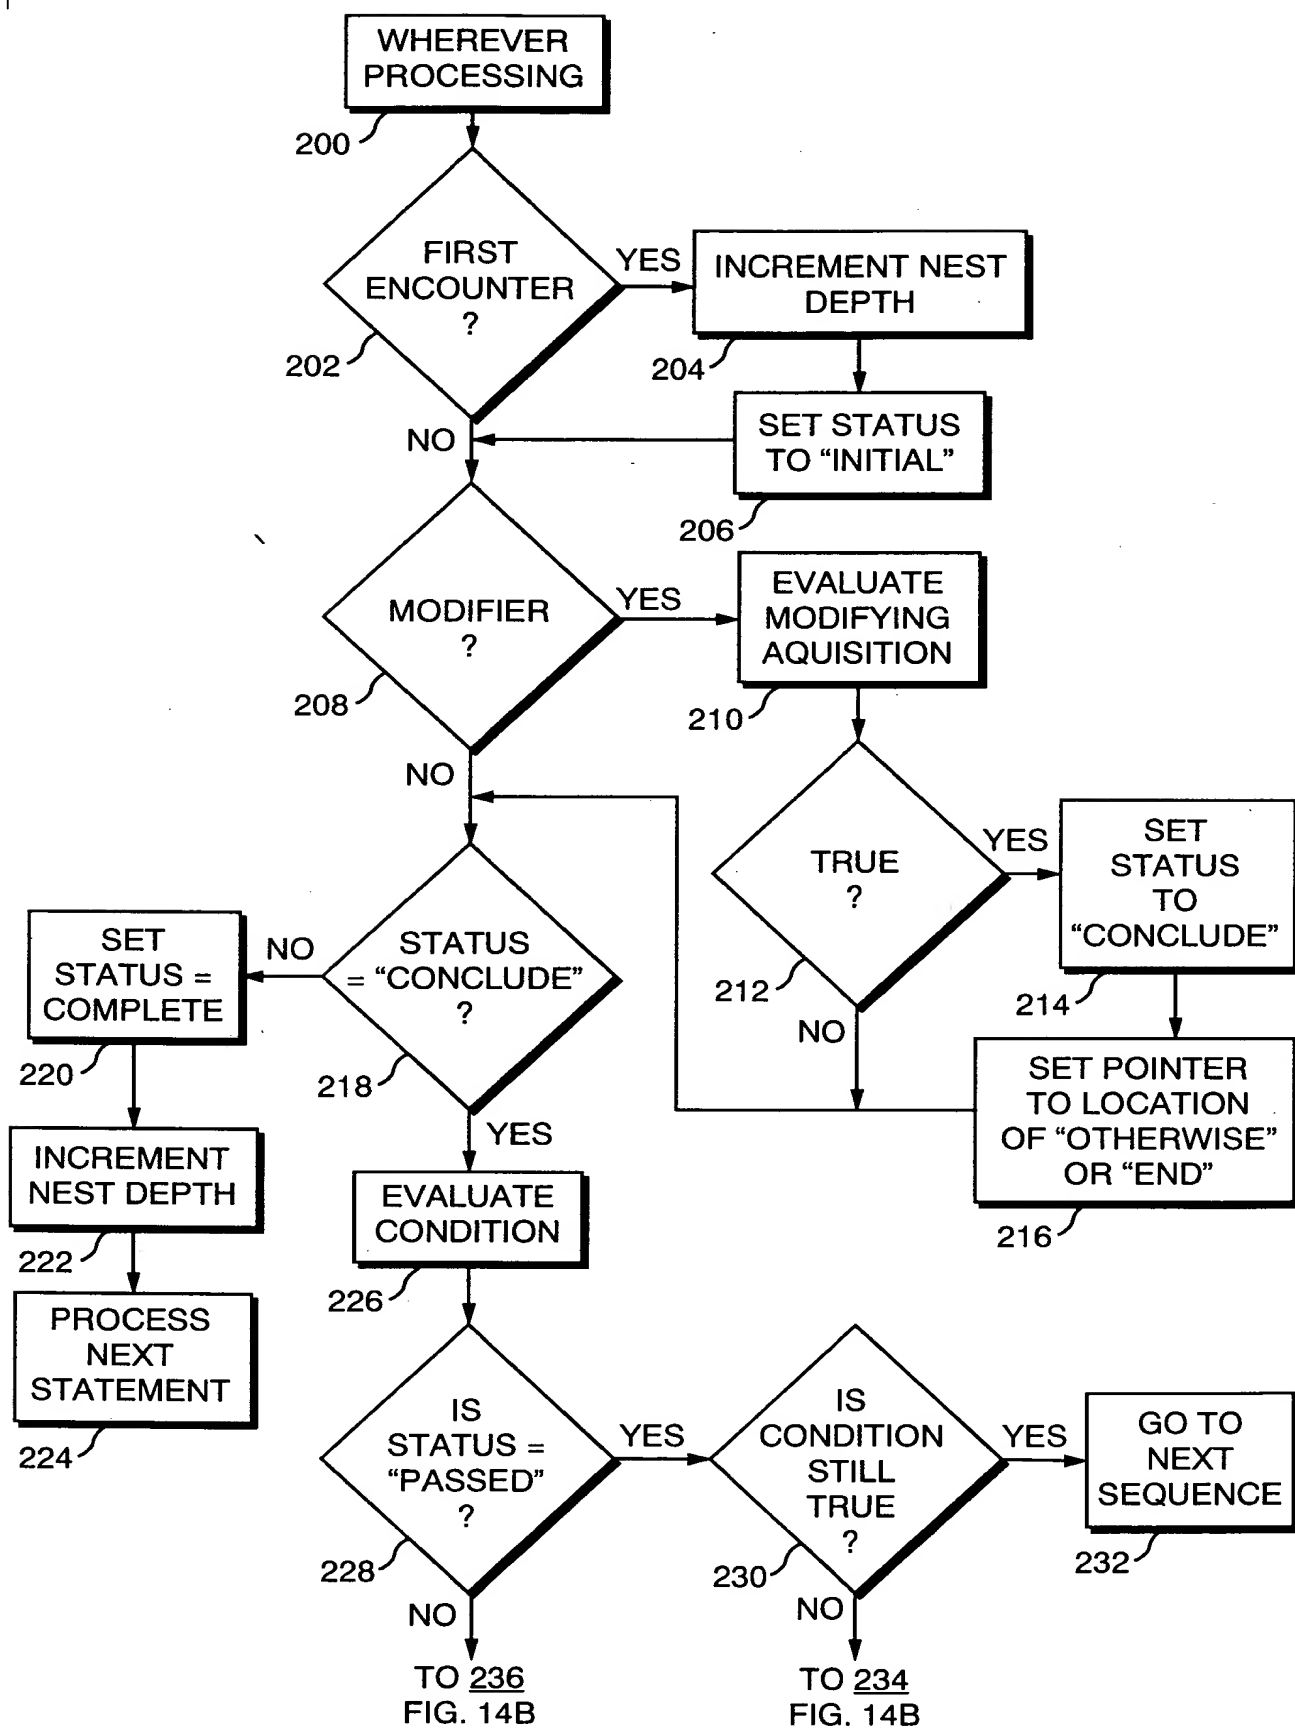 WHEREVER
PROCESSING
200
FIRST
ENCOUNTER
?
202
YES
INCREMENT NEST
DEPTH
204
NO
SET STATUS
TO “INITIAL”
206
MODIFIER
?
208
YES
EVALUATE
MODIFYING
AQUISITION
210
NO
TRUE
?
212
YES
SET
STATUS
TO
“CONCLUDE”
214
NO
SET POINTER
TO LOCATION
OF “OTHERWISE”
OR “END”
216
STATUS
= “CONCLUDE”
?
218
NO
SET
STATUS =
COMPLETE
220
INCREMENT
NEST DEPTH
222
PROCESS
NEXT
STATEMENT
224
YES
EVALUATE
CONDITION
226
IS
STATUS =
“PASSED”
?
228
YES
IS
CONDITION
STILL
TRUE
?
230
YES
GO TO
NEXT
SEQUENCE
232
NO
TO 236
FIG. 14B
NO
TO 234
FIG. 14B